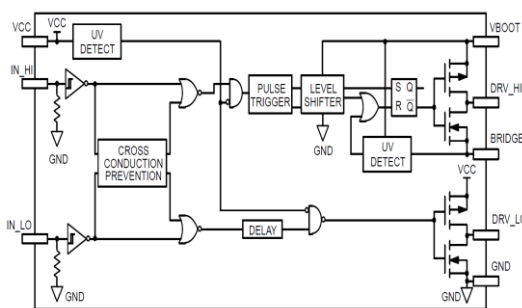 VCC
VCC
UV
DETECT
VBOOT
IN_HI
PULSE
TRIGGER
LEVEL
SHIFTER
S Q
R Q
DRV_HI
GND
GND
CROSS
CONDUCTION
PREVENTION
UV
DETECT
BRIDGE
VCC
IN_LO
DELAY
DRV_LO
GND
GND
GND